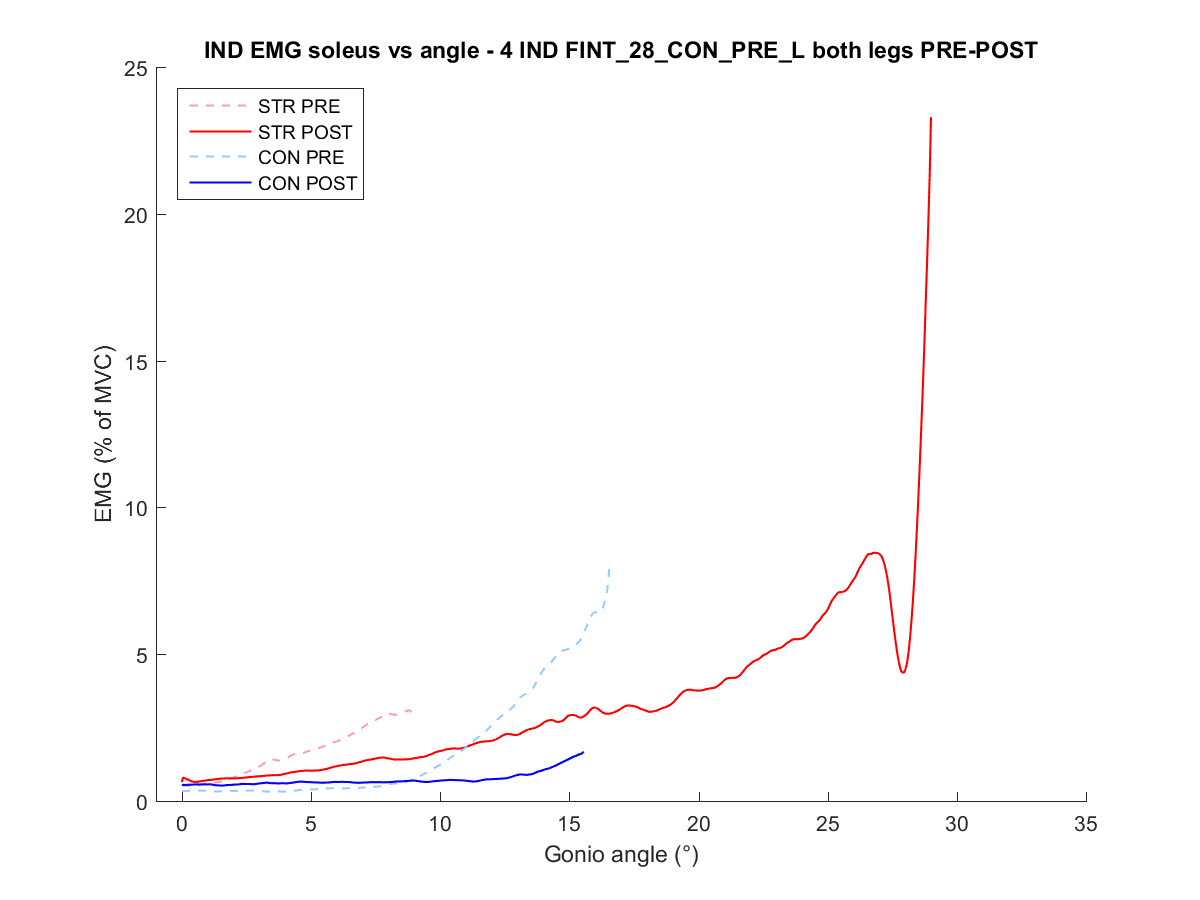 IND EMG soleus vs angle - 4 IND FINT_28_CON_PRE_L both legs PRE-POST
25
20
15
10
5
0
EMG (% of MVC)
STR PRE
STR POST
CON PRE
CON POST
0 5 10 15 20 25 30 35
Gonio angle (°)